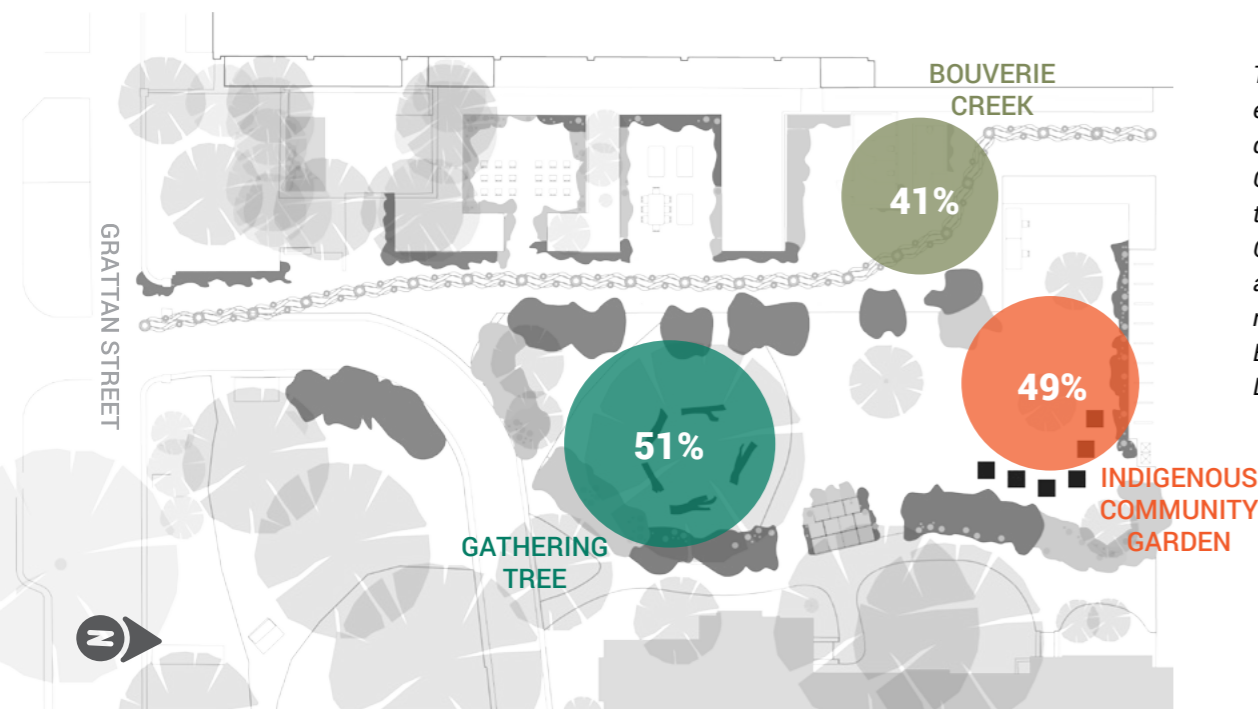 BOUVERIE
CREEK
41%
GRATTAN STREET
49%
51%
INDIGENOUS
COMMUNITY
GARDEN
GATHERING
TREE
N